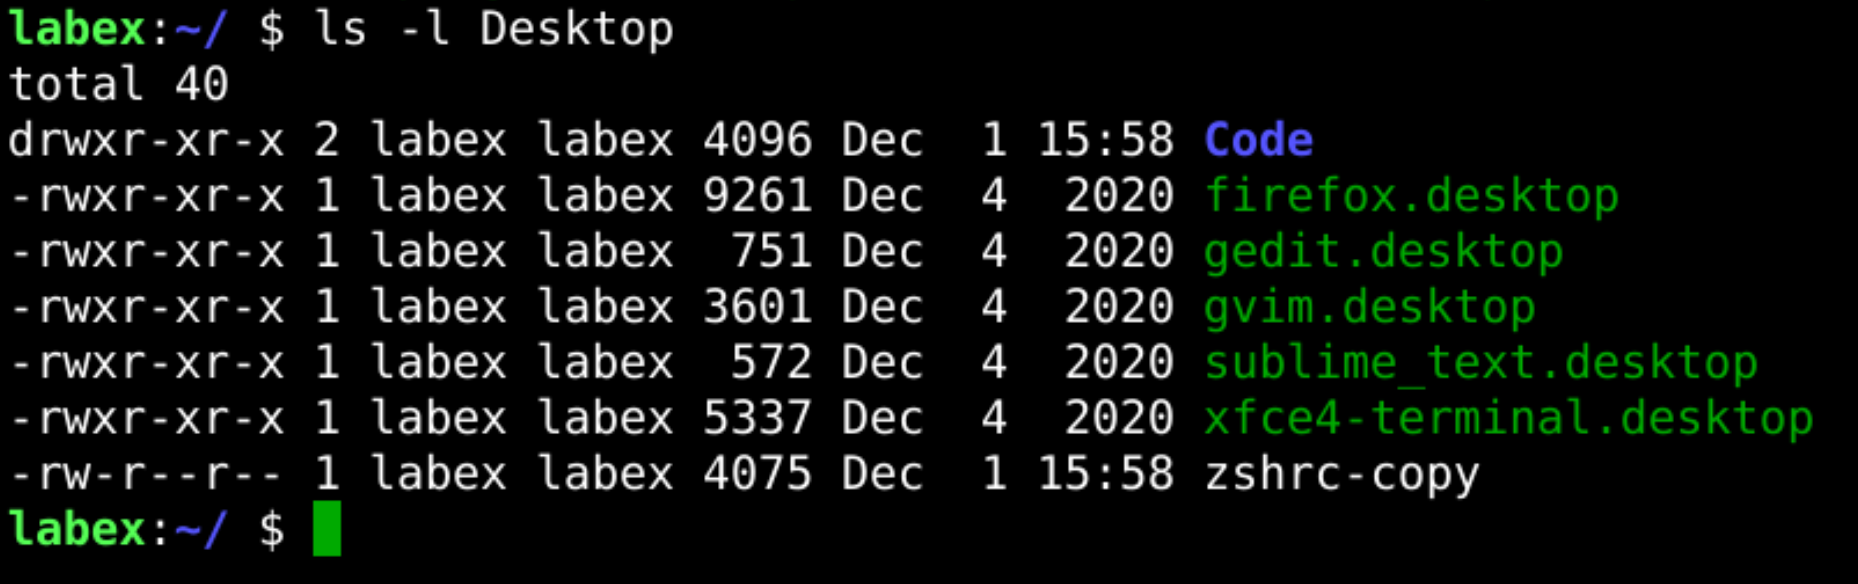 labex:~/ $ ls -l Desktop
total 40
drwxr-xr-x 2 labex labex 4096 Dec  1 15:58 Code
-rwxr-xr-x 1 labex labex 9261 Dec  4  2020 firefox.desktop
-rwxr-xr-x 1 labex labex  751 Dec  4  2020 gedit.desktop
-rwxr-xr-x 1 labex labex 3601 Dec  4  2020 gvim.desktop
-rwxr-xr-x 1 labex labex  572 Dec  4  2020 sublime_text.desktop
-rwxr-xr-x 1 labex labex 5337 Dec  4  2020 xfce4-terminal.desktop
-rw-r--r-- 1 labex labex 4075 Dec  1 15:58 zshrc-copy
labex:~/ $